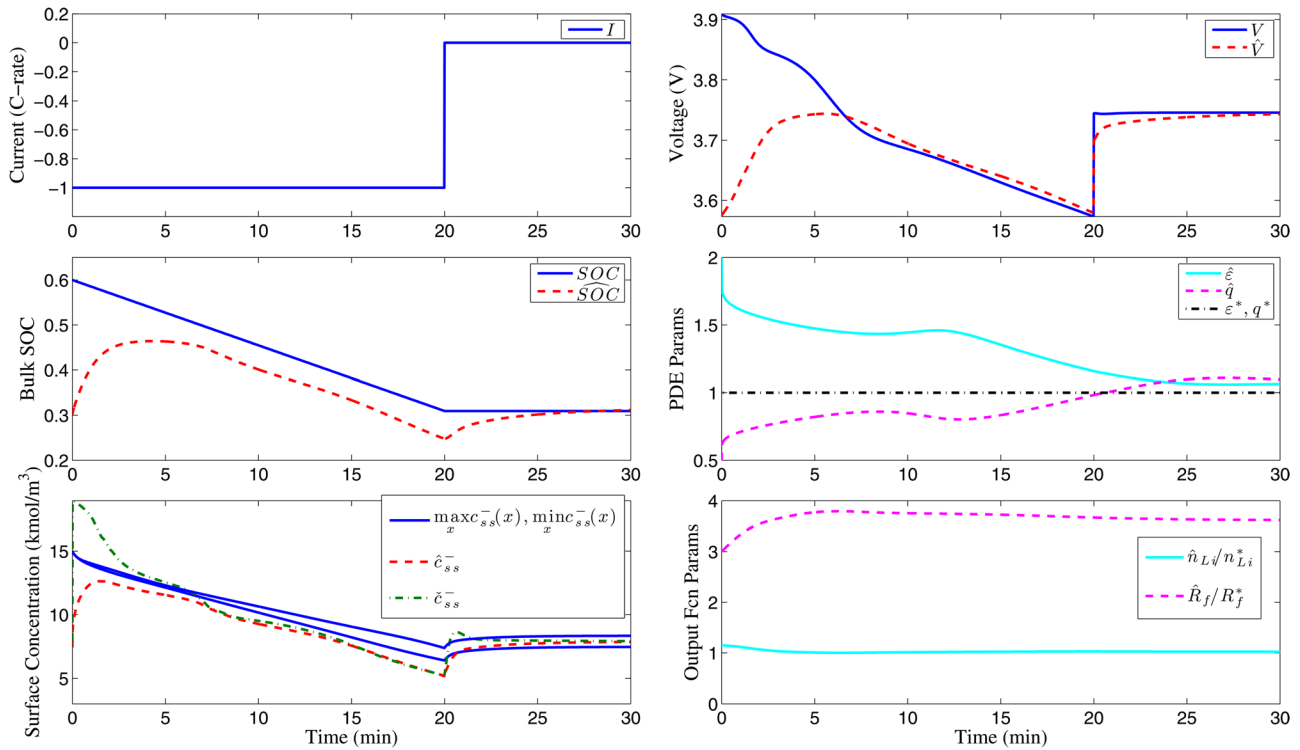 Current (C−rate)
0.2
0
−0.2
−0.4
−0.6
−0.8
−1
I
0 5 10 15 20 25 30
Voltage (V)
3.9
3.8
3.7
3.6
V
V̂
0 5 10 15 20 25 30
Bulk SOC
0.6
0.5
0.4
0.3
0.2
SOC
\widehat{SOC}
0 5 10 15 20 25 30
PDE Params
2
1.5
1
0.5
ε̂
q̂
ε*, q*
0 5 10 15 20 25 30
Surface Concentration (kmol/m³)
15
10
5
max_x c_ss^-(x), min_x c_ss^-(x)
ĉ_ss^-
č_ss^-
0 5 10 15 20 25 30
Time (min)
Output Fcn Params
4
3
2
1
0
n̂_Li/n*_Li
R̂_f/R*_f
0 5 10 15 20 25 30
Time (min)